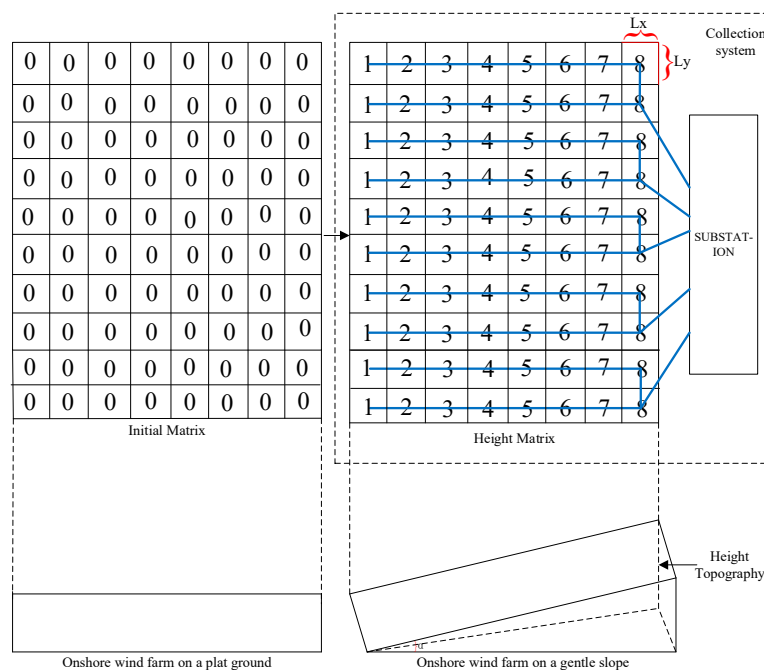 Lx
Collection
system
0 0 0 0 0 0 0 0
1 2 3 4 5 6 7 8
Ly
0 0 0 0 0 0 0 0
1 2 3 4 5 6 7 8
0 0 0 0 0 0 0 0
1 2 3 4 5 6 7 8
0 0 0 0 0 0 0 0
1 2 3 4 5 6 7 8
0 0 0 0 0 0 0 0
1 2 3 4 5 6 7 8
SUBSTAT-
ION
0 0 0 0 0 0 0 0
1 2 3 4 5 6 7 8
0 0 0 0 0 0 0 0
1 2 3 4 5 6 7 8
0 0 0 0 0 0 0 0
1 2 3 4 5 6 7 8
0 0 0 0 0 0 0 0
1 2 3 4 5 6 7 8
0 0 0 0 0 0 0 0
1 2 3 4 5 6 7 8
Initial Matrix
Height Matrix
Height
Topography
Onshore wind farm on a plat ground
Onshore wind farm on a gentle slope